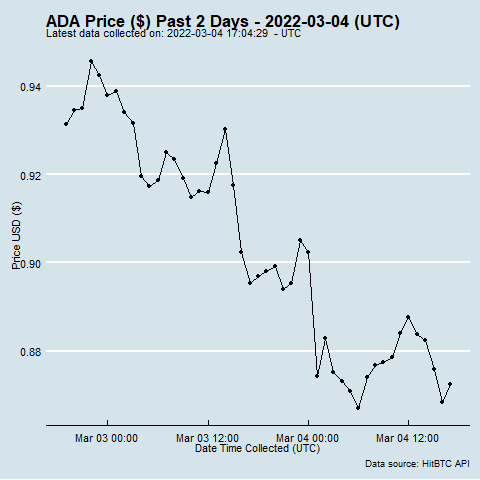 ADA Price ($) Past 2 Days - 2022-03-04 (UTC)
Latest data collected on: 2022-03-04 17:04:29  - UTC
Price USD ($)
0.94
0.92
0.90
0.88
Mar 03 00:00 Mar 03 12:00 Mar 04 00:00 Mar 04 12:00
Date Time Collected (UTC)
Data source: HitBTC API